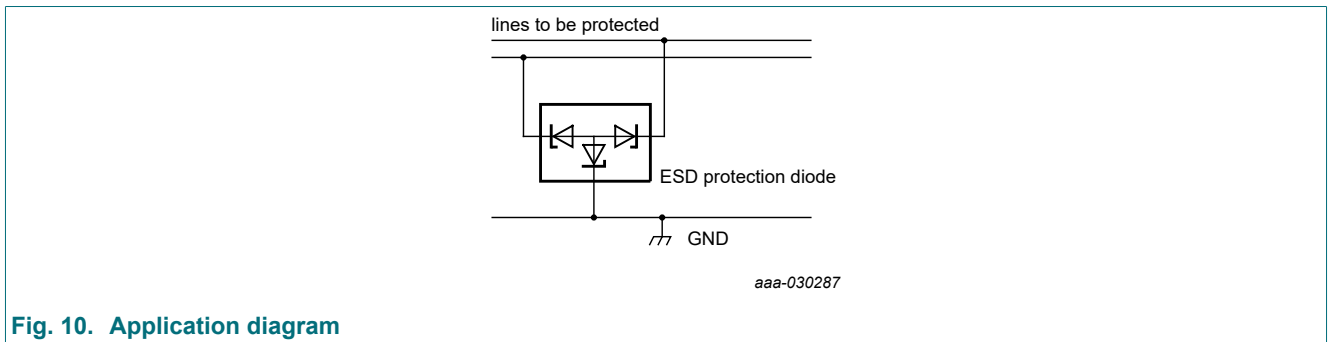 lines to be protected
ESD protection diode
GND
aaa-030287
Fig. 10. Application diagram